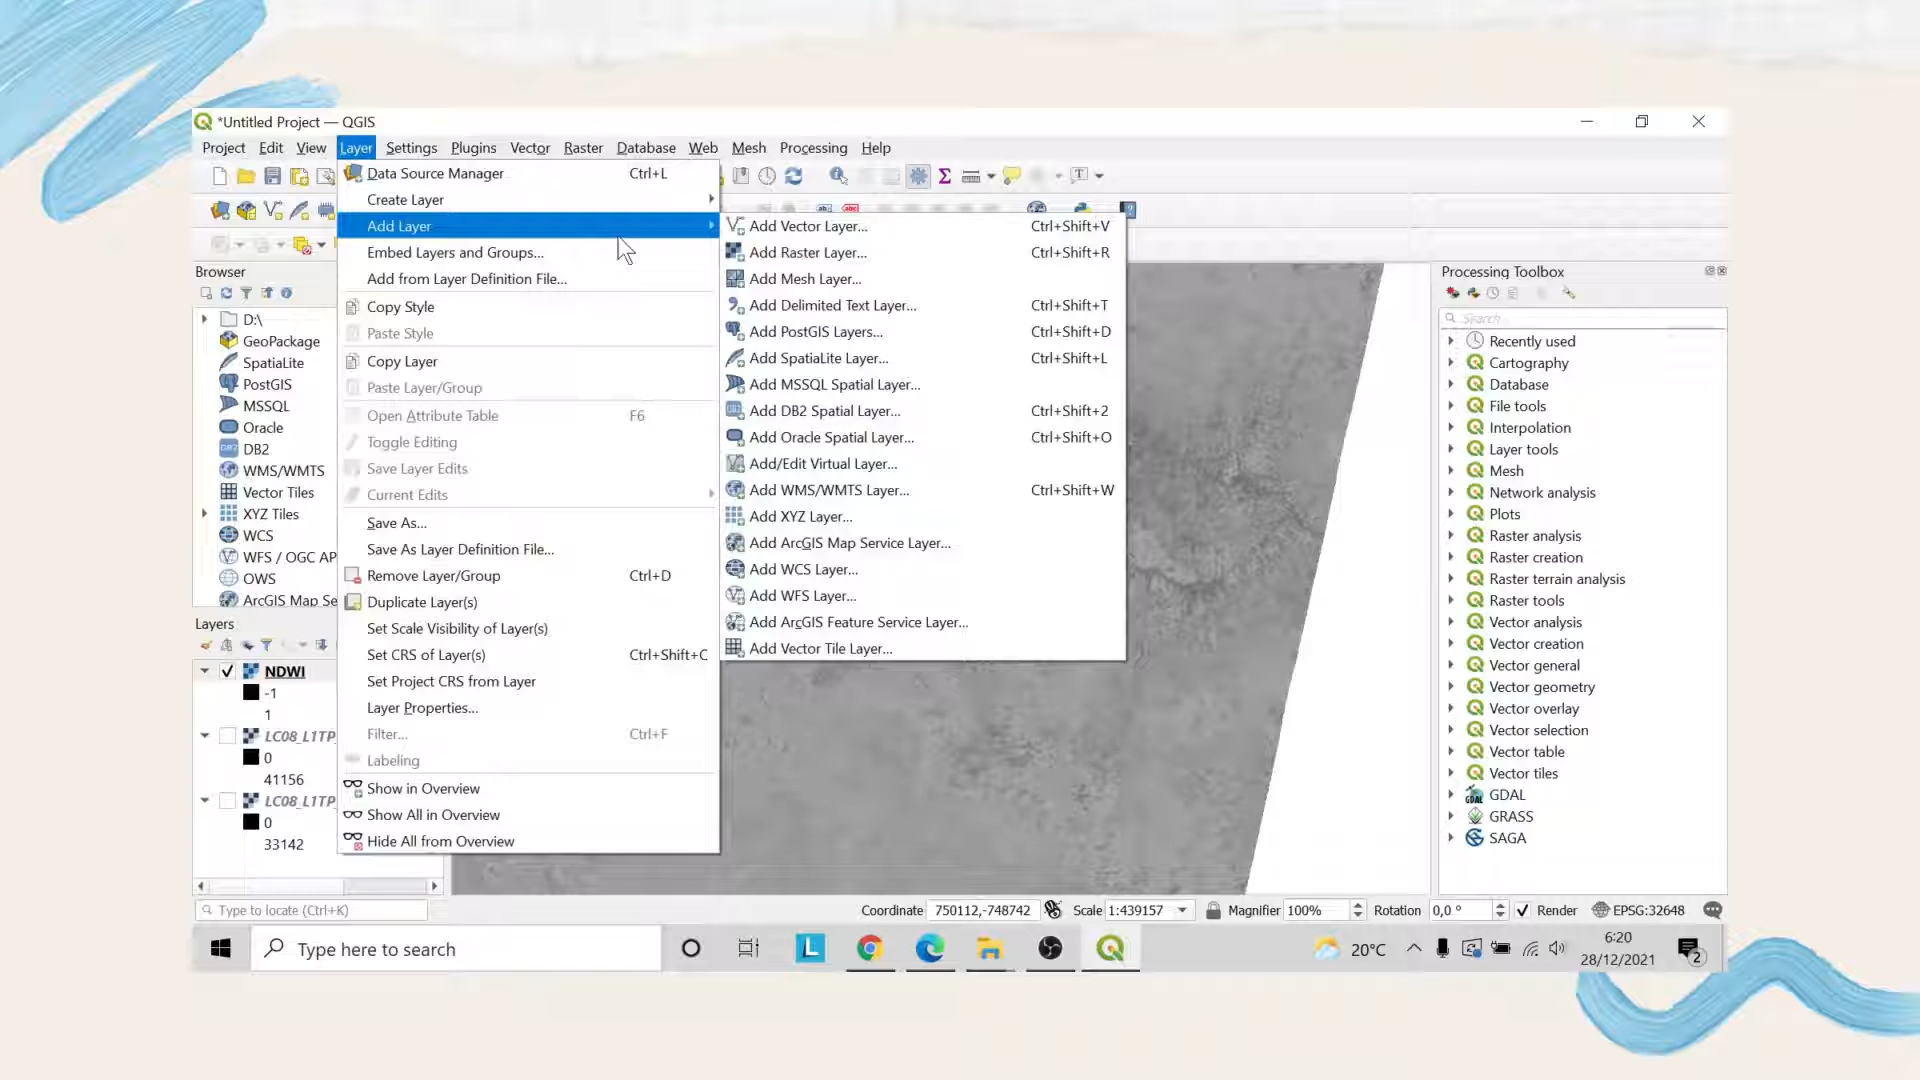 *Untitled Project — QGIS
Project Edit View Layer Settings Plugins Vector Raster Database Web Mesh Processing Help
Data Source Manager Ctrl+L
Create Layer
Add Layer
Embed Layers and Groups...
Add from Layer Definition File...
Copy Style
Paste Style
Copy Layer
Paste Layer/Group
Open Attribute Table F6
Toggle Editing
Save Layer Edits
Current Edits
Save As...
Save As Layer Definition File...
Remove Layer/Group Ctrl+D
Duplicate Layer(s)
Set Scale Visibility of Layer(s)
Set CRS of Layer(s) Ctrl+Shift+C
Set Project CRS from Layer
Layer Properties...
Filter... Ctrl+F
Labeling
Show in Overview
Show All in Overview
Hide All from Overview
Add Vector Layer... Ctrl+Shift+V
Add Raster Layer... Ctrl+Shift+R
Add Mesh Layer...
Add Delimited Text Layer... Ctrl+Shift+T
Add PostGIS Layers... Ctrl+Shift+D
Add SpatiaLite Layer... Ctrl+Shift+L
Add MSSQL Spatial Layer...
Add DB2 Spatial Layer... Ctrl+Shift+2
Add Oracle Spatial Layer... Ctrl+Shift+O
Add/Edit Virtual Layer...
Add WMS/WMTS Layer... Ctrl+Shift+W
Add XYZ Layer...
Add ArcGIS Map Service Layer...
Add WCS Layer...
Add WFS Layer...
Add ArcGIS Feature Service Layer...
Add Vector Tile Layer...
Browser
D:\
GeoPackage
SpatiaLite
PostGIS
MSSQL
Oracle
DB2
WMS/WMTS
Vector Tiles
XYZ Tiles
WCS
WFS / OGC AP
OWS
ArcGIS Map Se
Layers
NDWI
-1
1
LC08_L1TP_
0
41156
LC08_L1TP_
0
33142
Processing Toolbox
Search...
Recently used
Cartography
Database
File tools
Interpolation
Layer tools
Mesh
Network analysis
Plots
Raster analysis
Raster creation
Raster terrain analysis
Raster tools
Vector analysis
Vector creation
Vector general
Vector geometry
Vector overlay
Vector selection
Vector table
Vector tiles
GDAL
GRASS
SAGA
Type to locate (Ctrl+K)
Coordinate 750112,-748742 Scale 1:439157 Magnifier 100% Rotation 0,0 ° Render EPSG:32648
Type here to search
20°C
6:20
28/12/2021
2